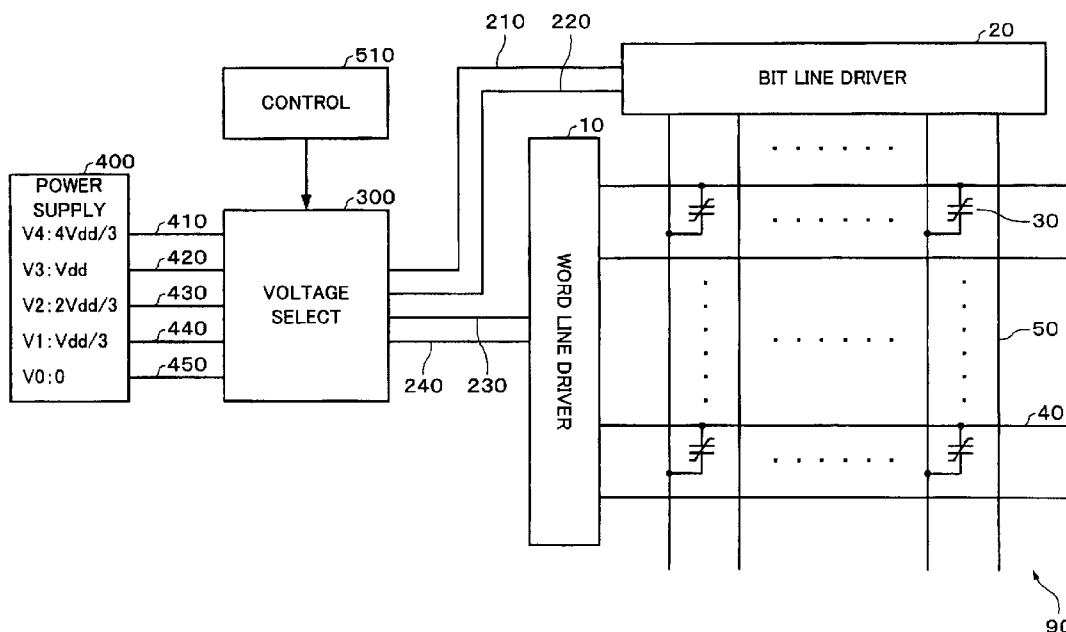 20
210
220
BIT LINE DRIVER
510
CONTROL
10
400
POWER
SUPPLY
300
V4:4Vdd/3
410
V3:Vdd
420
V2:2Vdd/3
430
V1:Vdd/3
440
V0:0
450
VOLTAGE
SELECT
240
230
WORD LINE DRIVER
30
50
40
90